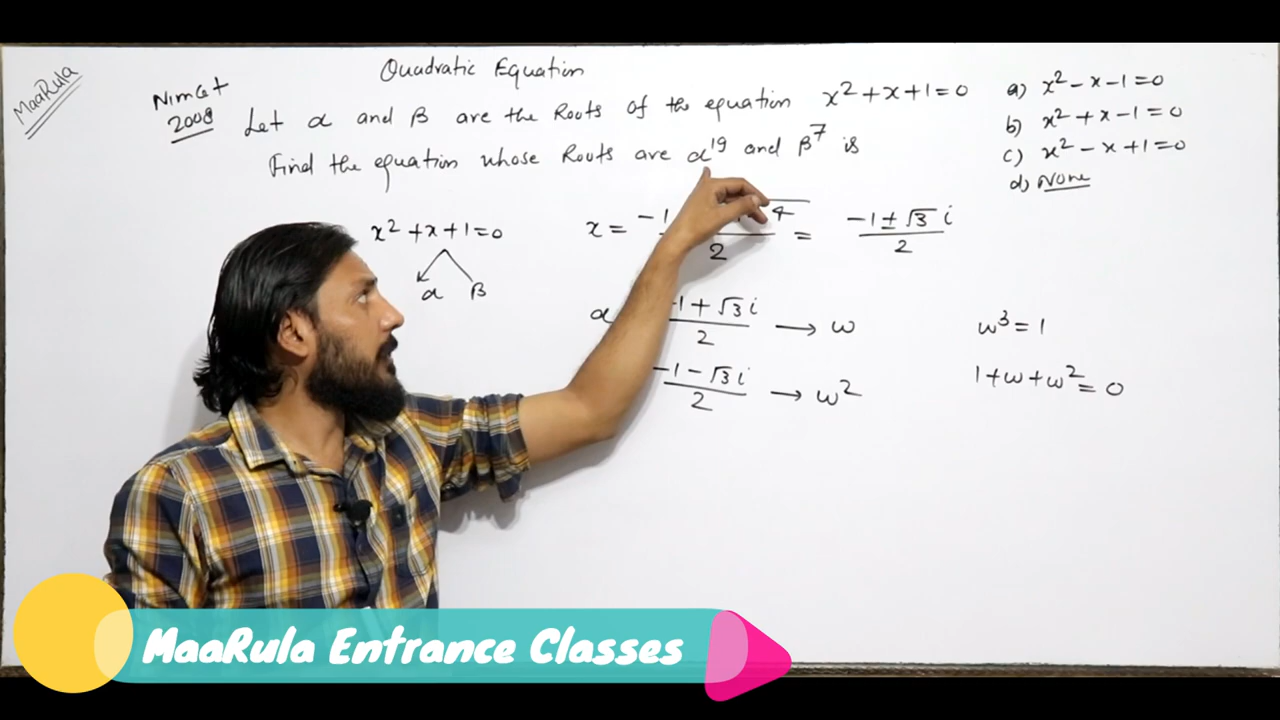 MaaRula
Quadratic Equation
Nimcet
2008
Let α and β are the Roots of the equation x²+x+1=0
Find the equation whose Roots are α¹⁹ and β⁷ is
a) x²-x-1=0
b) x²+x-1=0
c) x²-x+1=0
d) None
x²+x+1=0
α β
x = -1 4 / 2 = (-1±√3 i)/2
α -1+√3 i / 2 → ω
-1-√3 i / 2 → ω²
ω³=1
1+ω+ω²=0
MaaRula Entrance Classes